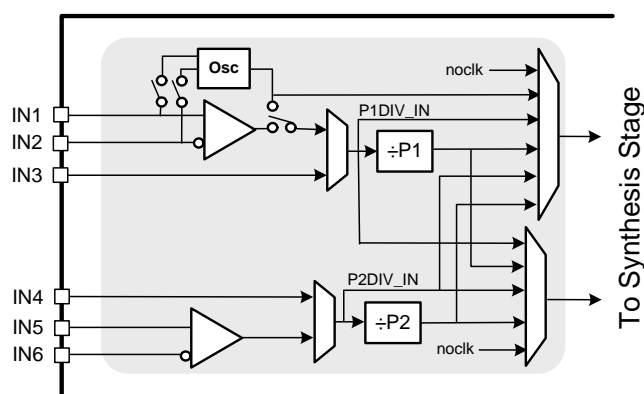 Osc
noclk
IN1
P1DIV_IN
IN2
÷P1
IN3
To Synthesis Stage
IN4
P2DIV_IN
IN5
÷P2
IN6
noclk